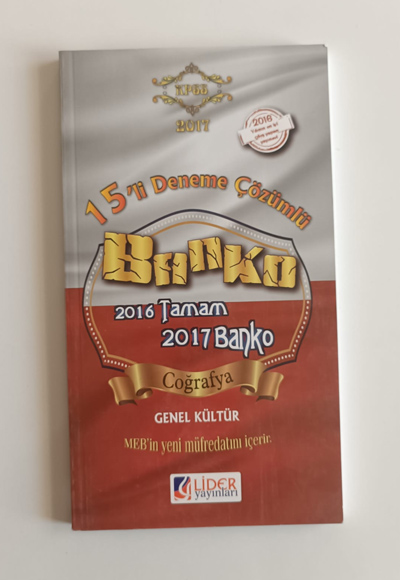 KPSS
2017
2016
15'li Deneme Çözümlü
Banko
2016 Tamam
2017 Banko
Coğrafya
GENEL KÜLTÜR
MEB'in yeni müfredatını içerir.
LİDER
yayınları